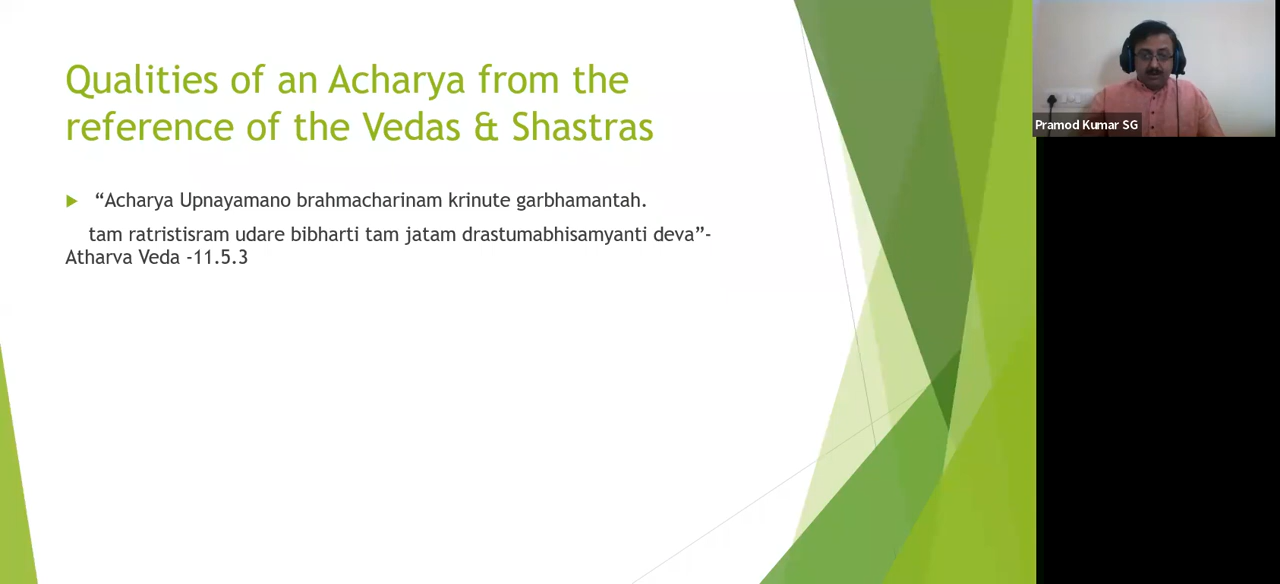 Qualities of an Acharya from the
reference of the Vedas & Shastras
“Acharya Upnayamano brahmacharinam krinute garbhamantah.
tam ratristisram udare bibharti tam jatam drastumabhisamyanti deva”-
Atharva Veda -11.5.3
Pramod Kumar SG